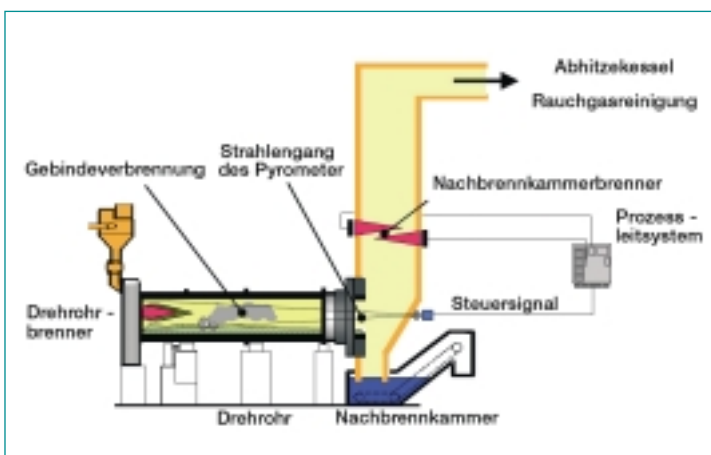 Abhitzekessel
Rauchgasreinigung
Strahlengang
des Pyrometer
Gebindeverbrennung
Nachbrennkammerbrenner
Prozess -
leitsystem
Steuersignal
Drehrohr -
brenner
Drehrohr
Nachbrennkammer